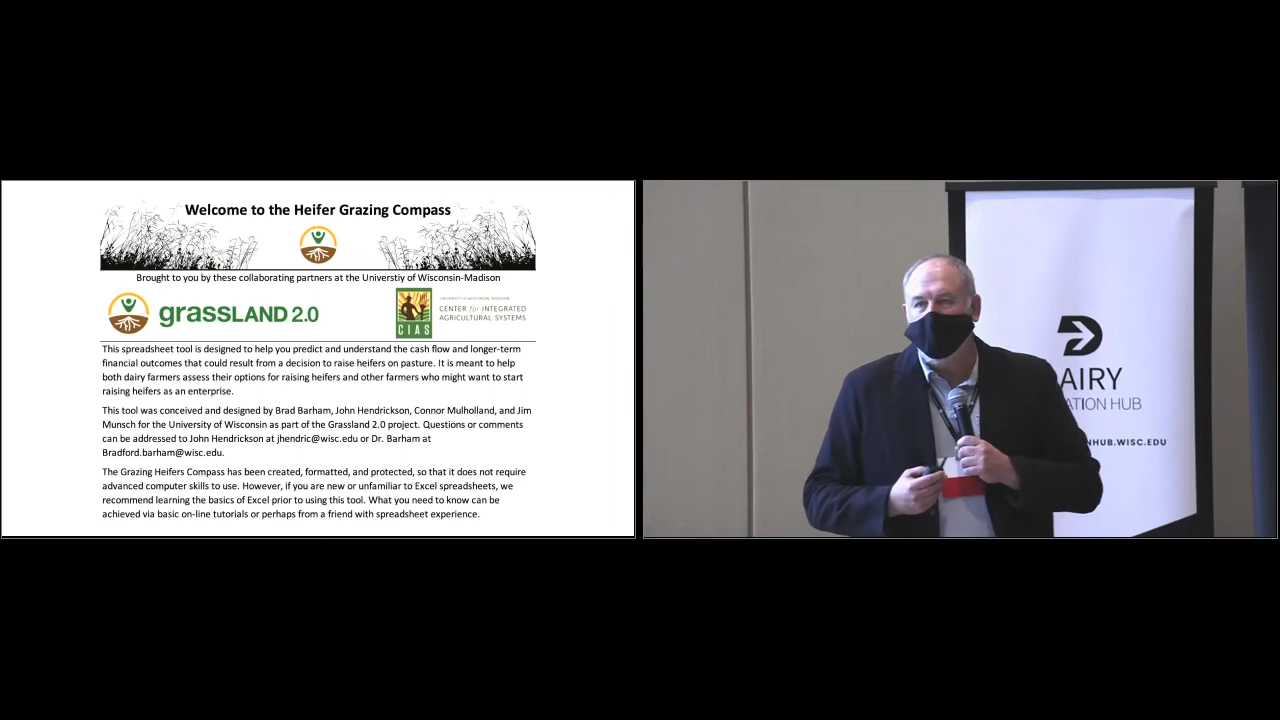 Welcome to the Heifer Grazing Compass
Brought to you by these collaborating partners at the Universtiy of Wisconsin-Madison
grassLAND 2.0
CIAS
UNIVERSITY of WISCONSIN-MADISON
CENTER for INTEGRATED
AGRICULTURAL SYSTEMS
This spreadsheet tool is designed to help you predict and understand the cash flow and longer-term
financial outcomes that could result from a decision to raise heifers on pasture. It is meant to help
both dairy farmers assess their options for raising heifers and other farmers who might want to start
raising heifers as an enterprise.
This tool was conceived and designed by Brad Barham, John Hendrickson, Connor Mulholland, and Jim
Munsch for the University of Wisconsin as part of the Grassland 2.0 project. Questions or comments
can be addressed to John Hendrickson at jhendric@wisc.edu or Dr. Barham at
Bradford.barham@wisc.edu.
The Grazing Heifers Compass has been created, formatted, and protected, so that it does not require
advanced computer skills to use. However, if you are new or unfamiliar to Excel spreadsheets, we
recommend learning the basics of Excel prior to using this tool. What you need to know can be
achieved via basic on-line tutorials or perhaps from a friend with spreadsheet experience.
AIRY
ATION HUB
NHUB.WISC.EDU